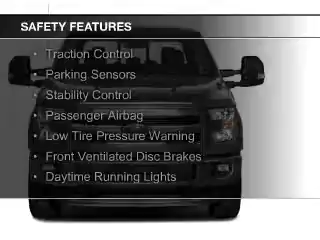 SAFETY FEATURES
• Traction Control
• Parking Sensors
• Stability Control
• Passenger Airbag
• Low Tire Pressure Warning
• Front Ventilated Disc Brakes
• Daytime Running Lights